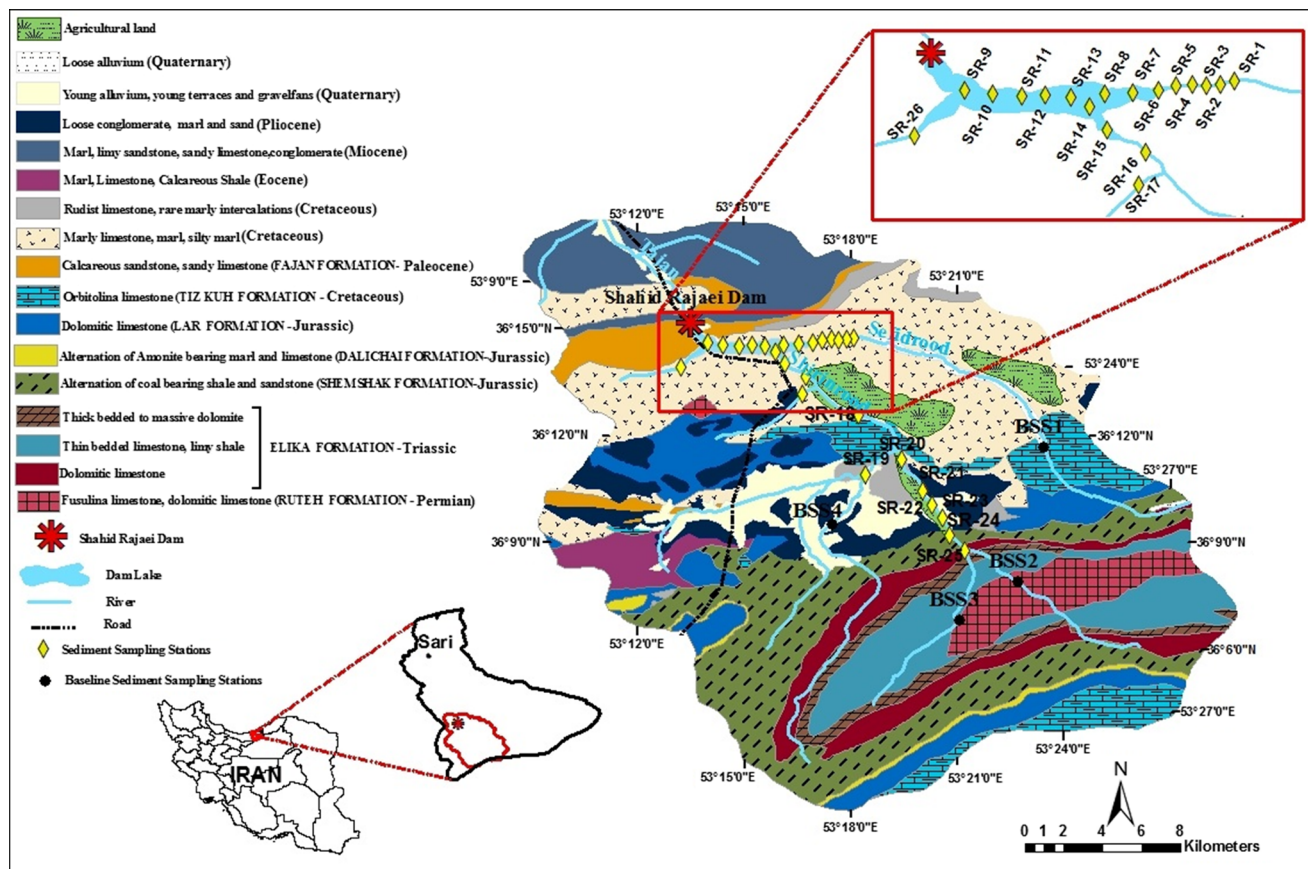 Agricultural land
Loose alluvium (Quaternary)
Young alluvium, young terraces and gravelfans (Quaternary)
Loose conglomerate, marl and sand (Pliocene)
Marl, limy sandstone, sandy limestone,conglomerate (Miocene)
Marl, Limestone, Calcareous Shale (Eocene)
Rudist limestone, rare marly intercalations (Cretaceous)
Marly limestone, marl, silty marl (Cretaceous)
Calcareous sandstone, sandy limestone (FAJAN FORMATION- Paleocene)
Orbitolina limestone (TIZ KUH FORMATION - Cretaceous)
Dolomitic limestone (LAR FORMATION -Jurassic)
Alternation of Amonite bearing marl and limestone (DALICHAI FORMATION-Jurassic)
Alternation of coal bearing shale and sandstone (SHEMSHAK FORMATION-Jurassic)
Thick bedded to massive dolomite
Thin bedded limestone, limy shale
ELIKA FORMATION -Triassic
Dolomitic limestone
Fusulina limestone, dolomitic limestone (RUTEH FORMATION - Permian)
Shahid Rajaei Dam
Dam Lake
River
Road
Sediment Sampling Stations
Baseline Sediment Sampling Stations
SR-9
SR-11
SR-13
SR-8
SR-7
SR-5
SR-3
SR-1
SR-26
SR-10
SR-12
SR-14
SR-15
SR-6
SR-4
SR-2
SR-16
SR-17
53°12'0"E
53°15'0"E
53°18'0"E
53°21'0"E
53°24'0"E
53°27'0"E
53°9'0"E
36°15'0"N
36°12'0"N
36°9'0"N
53°12'0"E
53°15'0"E
53°18'0"E
53°21'0"E
53°24'0"E
53°27'0"E
36°6'0"N
36°9'0"N
36°12'0"N
Tajan
Shahid Rajaei Dam
Sefidrood
SR-18
SR-19
SR-20
SR-21
SR-22
SR-23
SR-24
SR-25
BSS1
BSS2
BSS3
BSS4
Sari
IRAN
N
0 1 2 4 6 8
Kilometers